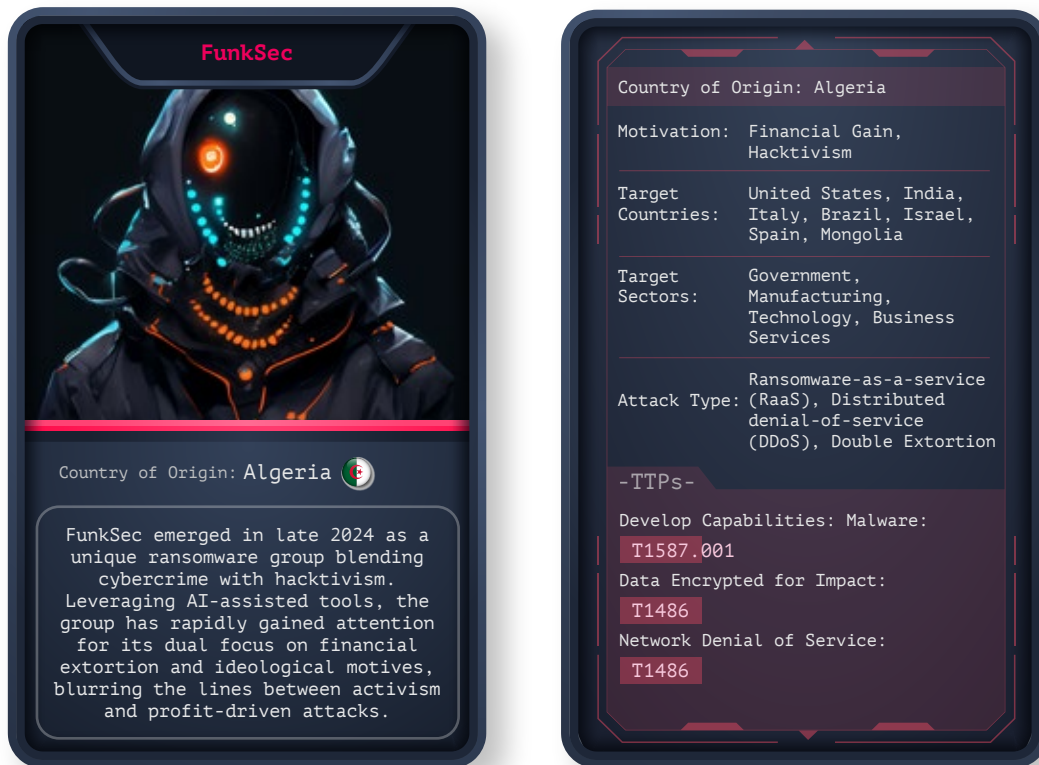 FunkSec
Country of Origin: Algeria
FunkSec emerged in late 2024 as a
unique ransomware group blending
cybercrime with hacktivism.
Leveraging AI-assisted tools, the
group has rapidly gained attention
for its dual focus on financial
extortion and ideological motives,
blurring the lines between activism
and profit-driven attacks.
Country of Origin: Algeria
Motivation: Financial Gain,
Hacktivism
Target Countries: United States, India,
Italy, Brazil, Israel,
Spain, Mongolia
Target Sectors: Government,
Manufacturing,
Technology, Business
Services
Attack Type: Ransomware-as-a-service
(RaaS), Distributed
denial-of-service
(DDoS), Double Extortion
-TTPs-
Develop Capabilities: Malware:
T1587.001
Data Encrypted for Impact:
T1486
Network Denial of Service:
T1486